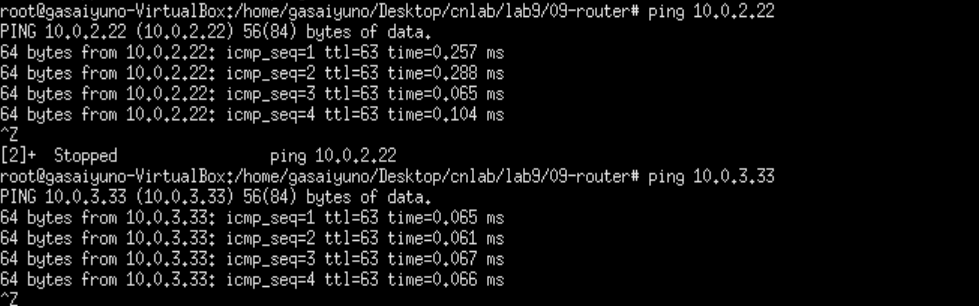 root@gasaiyuno-VirtualBox:/home/gasaiyuno/Desktop/cnlab/lab9/09-router# ping 10.0.2.22
PING 10.0.2.22 (10.0.2.22) 56(84) bytes of data.
64 bytes from 10.0.2.22: icmp_seq=1 ttl=63 time=0.257 ms
64 bytes from 10.0.2.22: icmp_seq=2 ttl=63 time=0.288 ms
64 bytes from 10.0.2.22: icmp_seq=3 ttl=63 time=0.065 ms
64 bytes from 10.0.2.22: icmp_seq=4 ttl=63 time=0.104 ms
^Z
[2]+  Stopped                 ping 10.0.2.22
root@gasaiyuno-VirtualBox:/home/gasaiyuno/Desktop/cnlab/lab9/09-router# ping 10.0.3.33
PING 10.0.3.33 (10.0.3.33) 56(84) bytes of data.
64 bytes from 10.0.3.33: icmp_seq=1 ttl=63 time=0.065 ms
64 bytes from 10.0.3.33: icmp_seq=2 ttl=63 time=0.061 ms
64 bytes from 10.0.3.33: icmp_seq=3 ttl=63 time=0.067 ms
64 bytes from 10.0.3.33: icmp_seq=4 ttl=63 time=0.066 ms
^Z